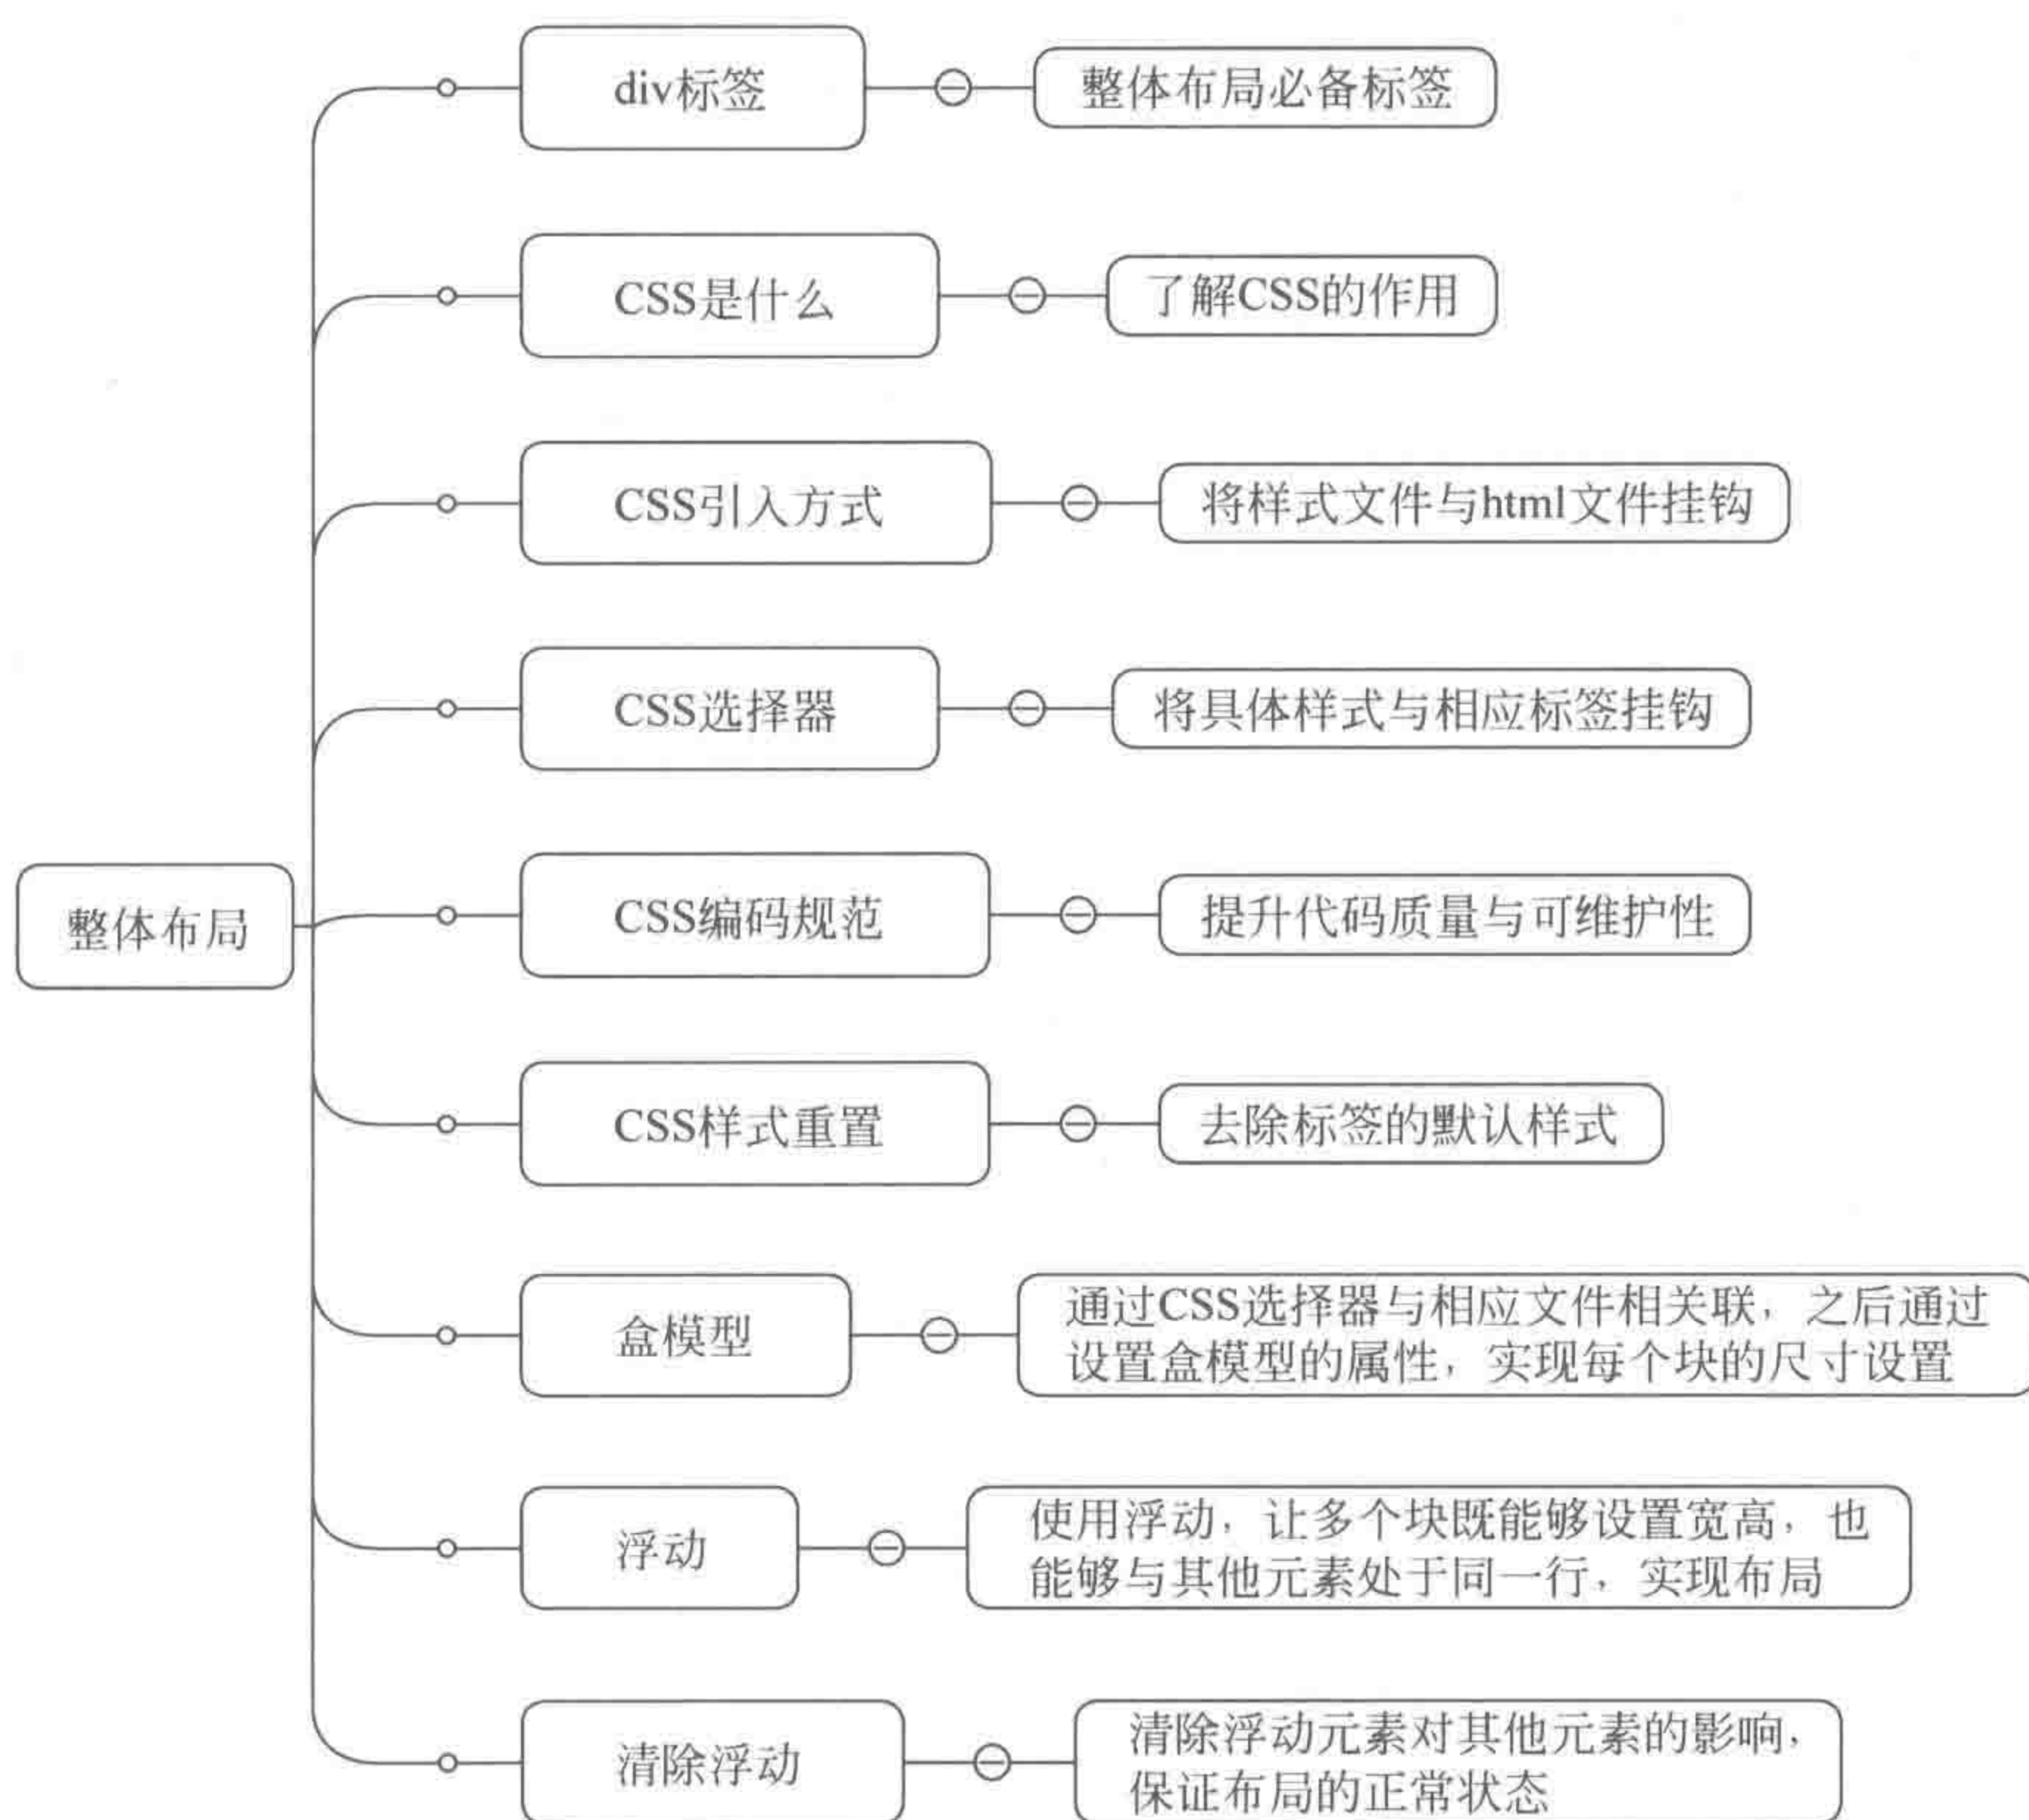 div标签
整体布局必备标签
CSS是什么
了解CSS的作用
CSS引入方式
将样式文件与html文件挂钩
CSS选择器
将具体样式与相应标签挂钩
整体布局
CSS编码规范
提升代码质量与可维护性
CSS样式重置
去除标签的默认样式
盒模型
通过CSS选择器与相应文件相关联，之后通过
设置盒模型的属性，实现每个块的尺寸设置
浮动
使用浮动，让多个块既能够设置宽高，也
能够与其他元素处于同一行，实现布局
清除浮动
清除浮动元素对其他元素的影响，
保证布局的正常状态